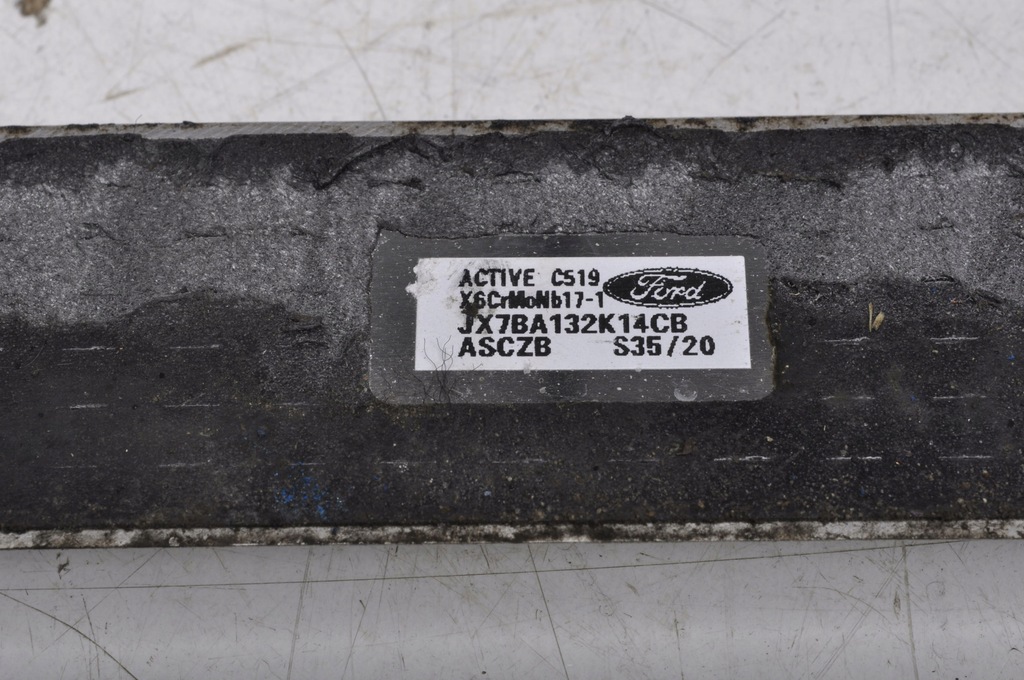 ACTIVE C519
Ford
X6CrMoNb17-1
JX7BA132K14CB
ASCZB S35/20